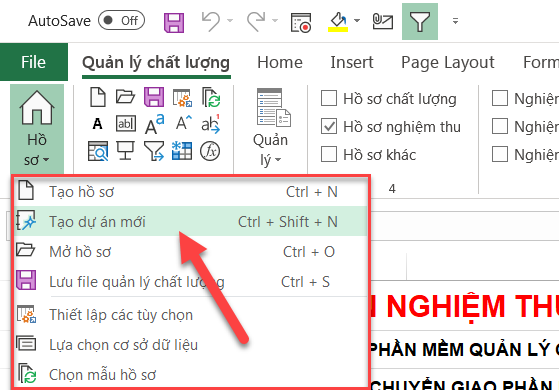 AutoSave Off
File Quản lý chất lượng Home Insert Page Layout
Hồ sơ
Quản lý
Hồ sơ chất lượng
Hồ sơ nghiệm thu
Hồ sơ khác
Nghiệm
Nghiệm
4
Tạo hồ sơ Ctrl + N
Tạo dự án mới Ctrl + Shift + N
Mở hồ sơ Ctrl + O
Lưu file quản lý chất lượng Ctrl + S
Thiết lập các tùy chọn
Lựa chọn cơ sở dữ liệu
Chọn mẫu hồ sơ
NGHIỆM
PHẦN MỀM QUẢN LÝ
CHUYỂN GIAO PHẦN